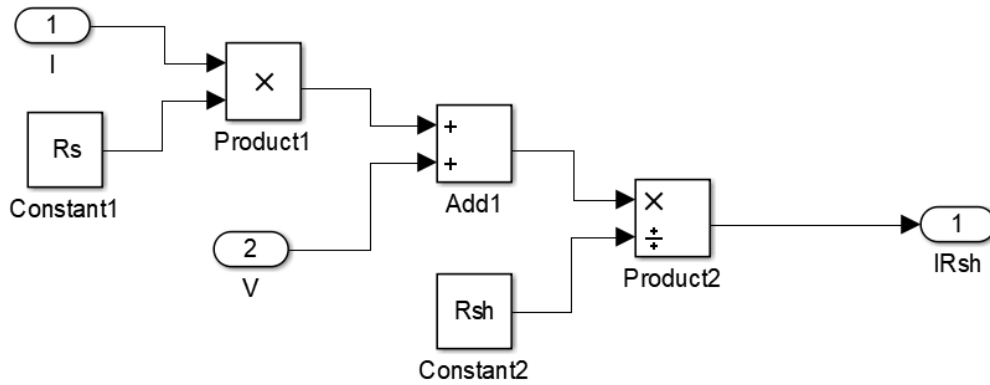 1
I
×
Product1
Rs
Constant1
+
+
Add1
2
V
×
÷
Product2
Rsh
Constant2
1
IRsh